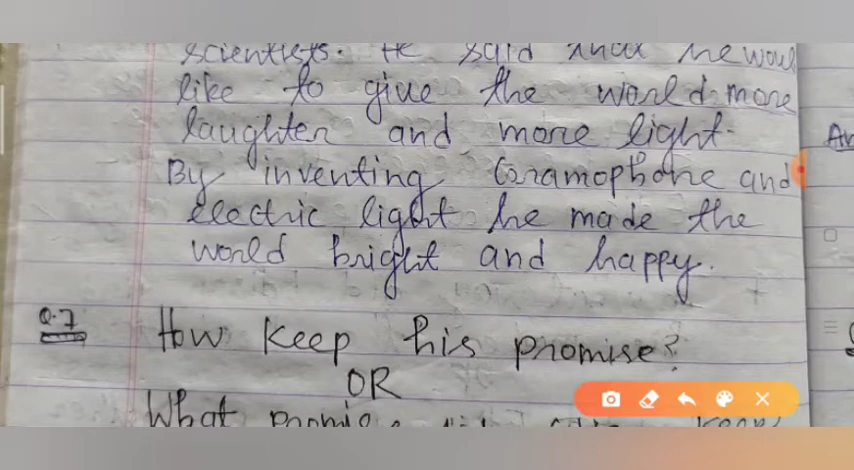 scientists. He said that he would
like to give the world more
laughter and more light.
By inventing Gramophone and
electric light he made the
world bright and happy.
Q.7 How keep his promise?
OR
What